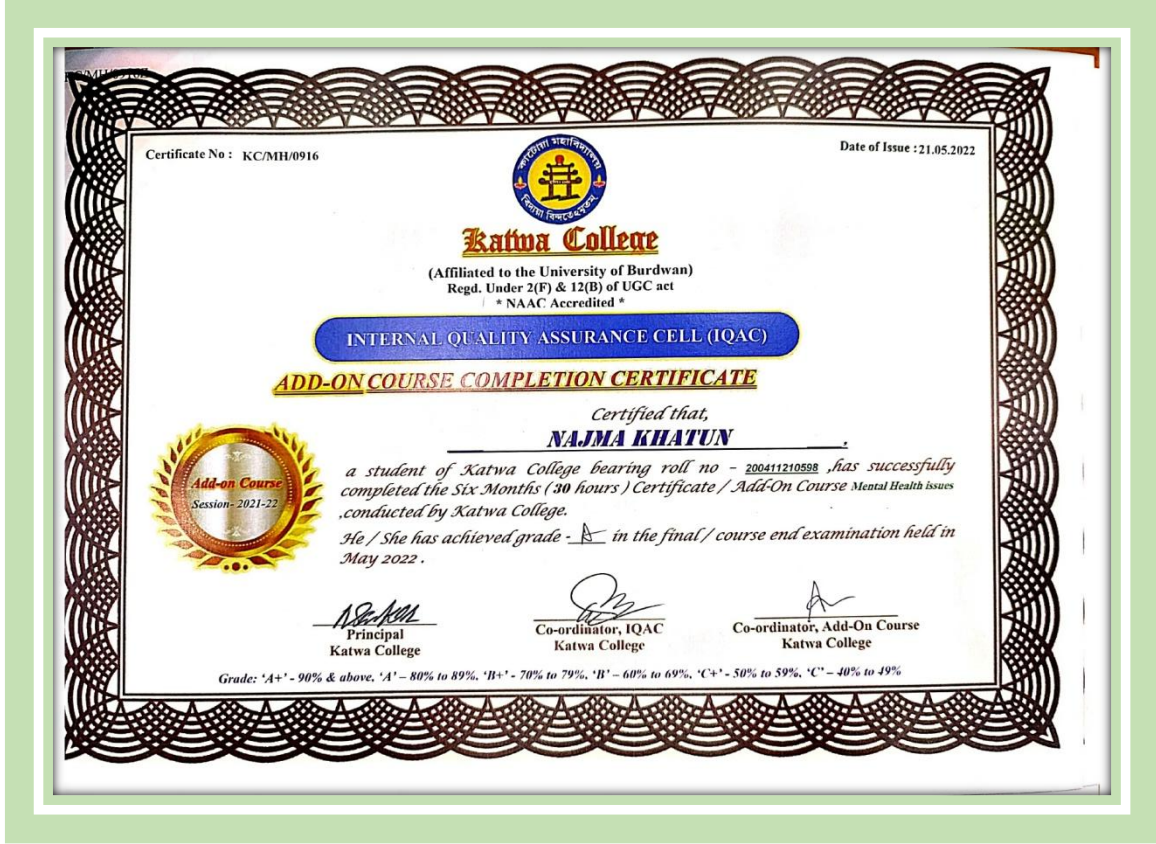 Certificate No : KC/MH/0916
Date of Issue :21.05.2022
কাটোয়া মহাবিদ্যালয়
Katwa College
(Affiliated to the University of Burdwan)
Regd. Under 2(F) & 12(B) of UGC act
* NAAC Accredited *
INTERNAL QUALITY ASSURANCE CELL (IQAC)
ADD-ON COURSE COMPLETION CERTIFICATE
Certified that,
NAJMA KHATUN .
a student of Katwa College bearing roll no - 200411210598 ,has successfully
completed the Six Months ( 30 hours ) Certificate / Add-On Course Mental Health issues
,conducted by Katwa College.
He / She has achieved grade - A in the final / course end examination held in
May 2022 .
Add-on Course
Session- 2021-22
Principal
Katwa College
Co-ordinator, IQAC
Katwa College
Co-ordinator, Add-On Course
Katwa College
Grade: 'A+' - 90% & above, 'A' – 80% to 89%, 'B+' - 70% to 79%, 'B' – 60% to 69%, 'C+' - 50% to 59%, 'C' – 40% to 49%